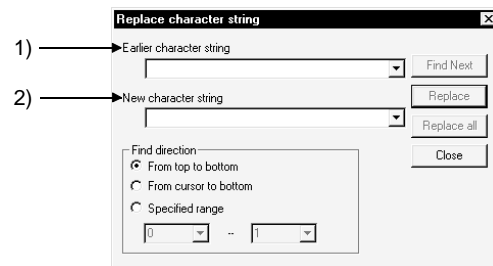 Replace character string
1)
Earlier character string
Find Next
2)
New character string
Replace
Replace all
Close
Find direction
From top to bottom
From cursor to bottom
Specified range
0 -- 1